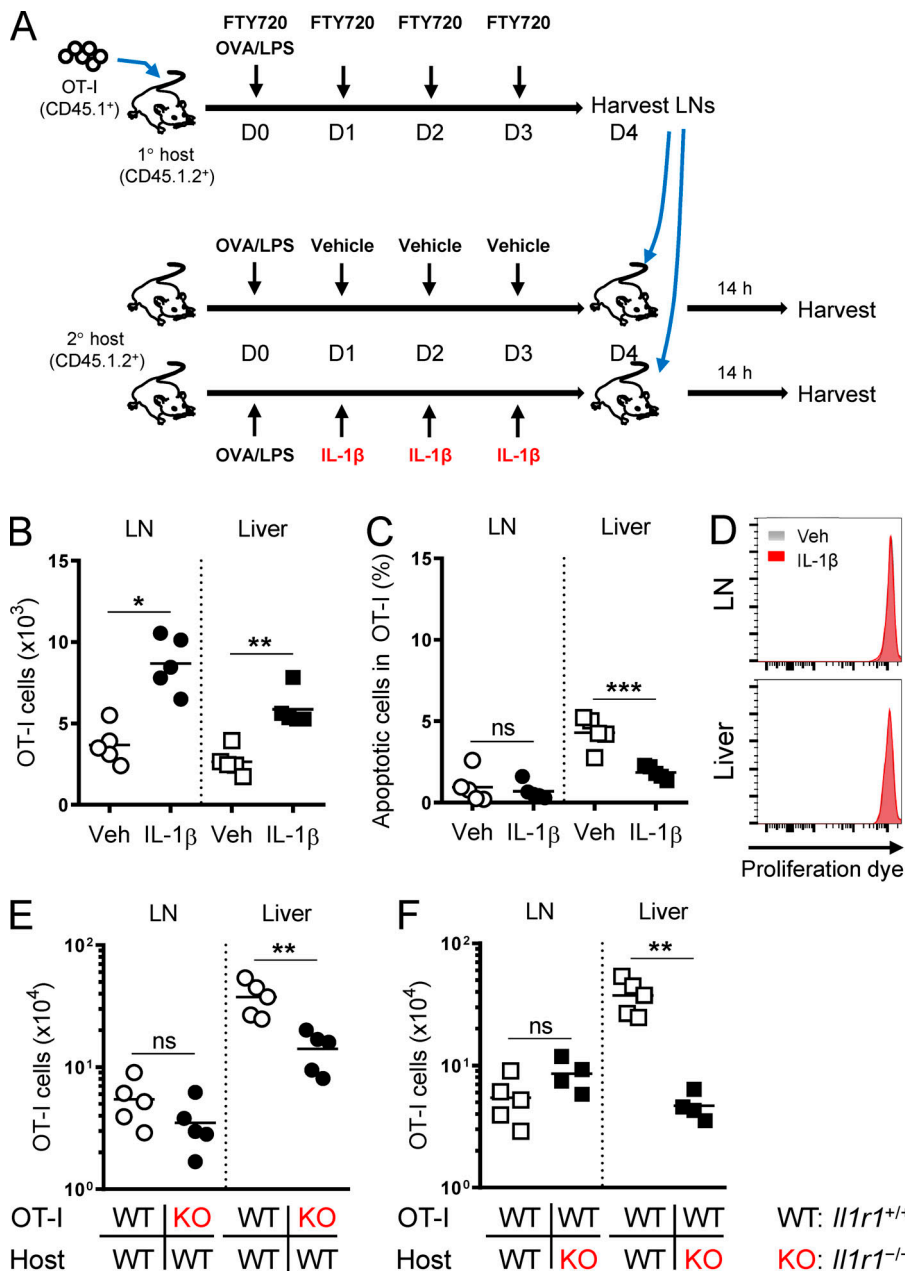 A
FTY720 FTY720 FTY720 FTY720
OVA/LPS
OT-I
(CD45.1+)
Harvest LNs
D0 D1 D2 D3 D4
1° host
(CD45.1.2+)
OVA/LPS Vehicle Vehicle Vehicle
14 h
Harvest
2° host
(CD45.1.2+)
D0 D1 D2 D3 D4
14 h
Harvest
OVA/LPS IL-1β IL-1β IL-1β
B
LN Liver
OT-I cells (x10³)
15
10
5
0
* **
Veh IL-1β Veh IL-1β
C
LN Liver
Apoptotic cells in OT-I (%)
15
10
5
0
ns ***
Veh IL-1β Veh IL-1β
D
Veh
IL-1β
LN
Liver
Proliferation dye
E
LN Liver
OT-I cells (x10⁴)
10²
10¹
10⁰
ns **
OT-I WT KO WT KO
Host WT WT WT WT
F
LN Liver
OT-I cells (x10⁴)
10²
10¹
10⁰
ns **
OT-I WT WT WT WT
Host WT KO WT KO
WT: Il1r1+/+
KO: Il1r1−/−